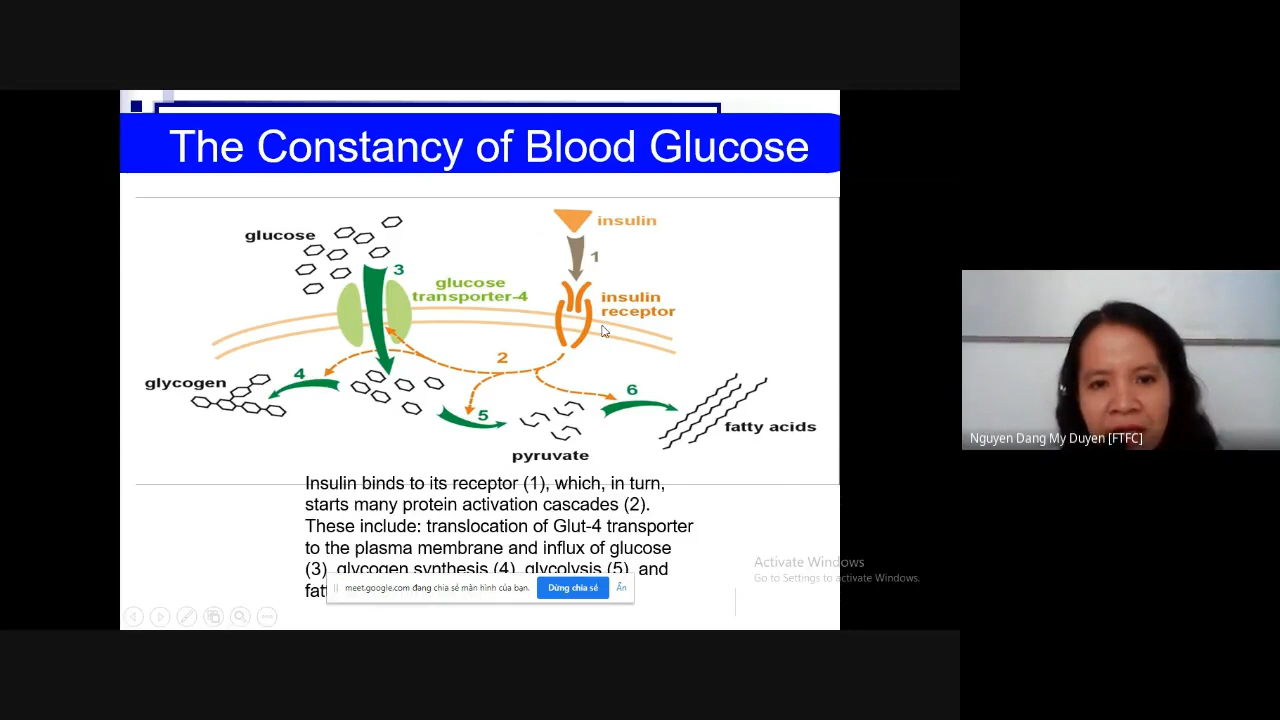 The Constancy of Blood Glucose
insulin
glucose
1
3
glucose
transporter-4
insulin
receptor
2
4
glycogen
6
5
fatty acids
pyruvate
Insulin binds to its receptor (1), which, in turn,
starts many protein activation cascades (2).
These include: translocation of Glut-4 transporter
to the plasma membrane and influx of glucose
(3), glycogen synthesis (4), glycolysis (5), and
meet.google.com đang chia sẻ màn hình của bạn.
Dừng chia sẻ
Ẩn
Activate Windows
Go to Settings to activate Windows.
Nguyen Dang My Duyen [FTFC]